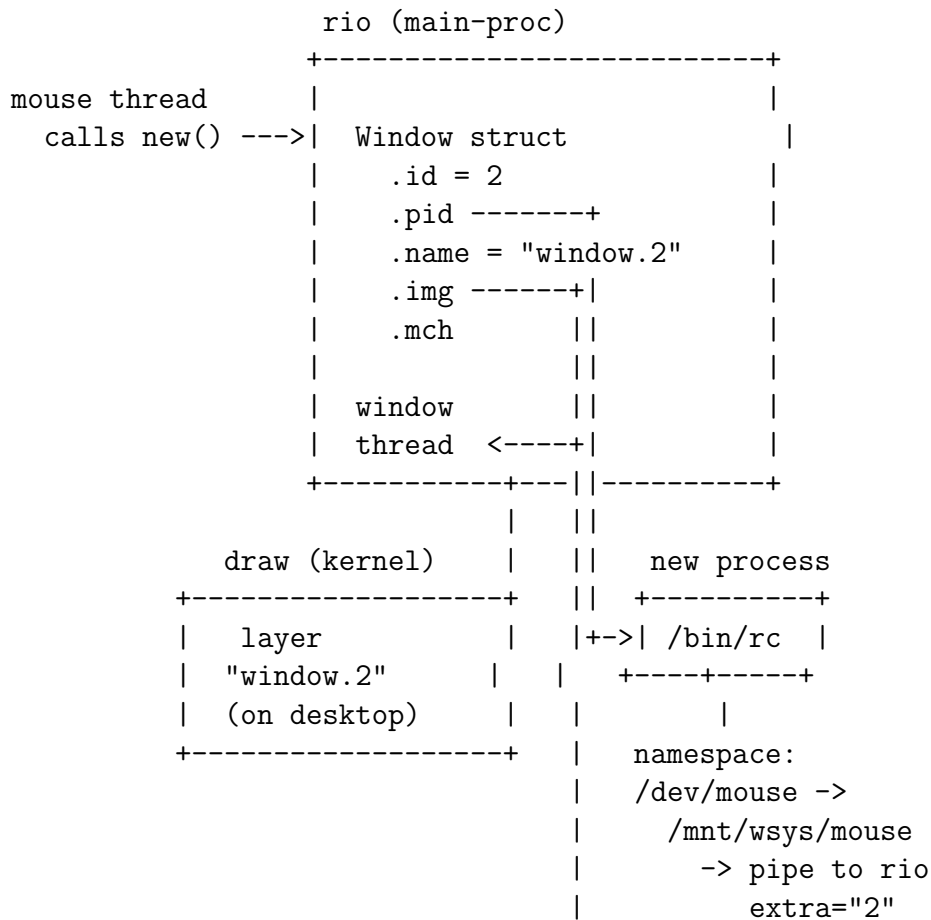 rio (main-proc)
+---------------------------+
mouse thread       |                           |
calls new() --->|  Window struct             |
|    .id = 2                |
|    .pid -------+          |
|    .name = "window.2"     |
|    .img ------+|          |
|    .mch       ||          |
|               ||          |
|  window       ||          |
|  thread  <----+|          |
+-----------+---||----------+
|   ||
draw (kernel)    |   ||   new process
+-------------------+   ||  +----------+
|   layer           |   |+->| /bin/rc  |
|  "window.2"      |   |   +----+-----+
|  (on desktop)     |   |        |
+-------------------+   |   namespace:
|   /dev/mouse ->
|     /mnt/wsys/mouse
|       -> pipe to rio
|          extra="2"